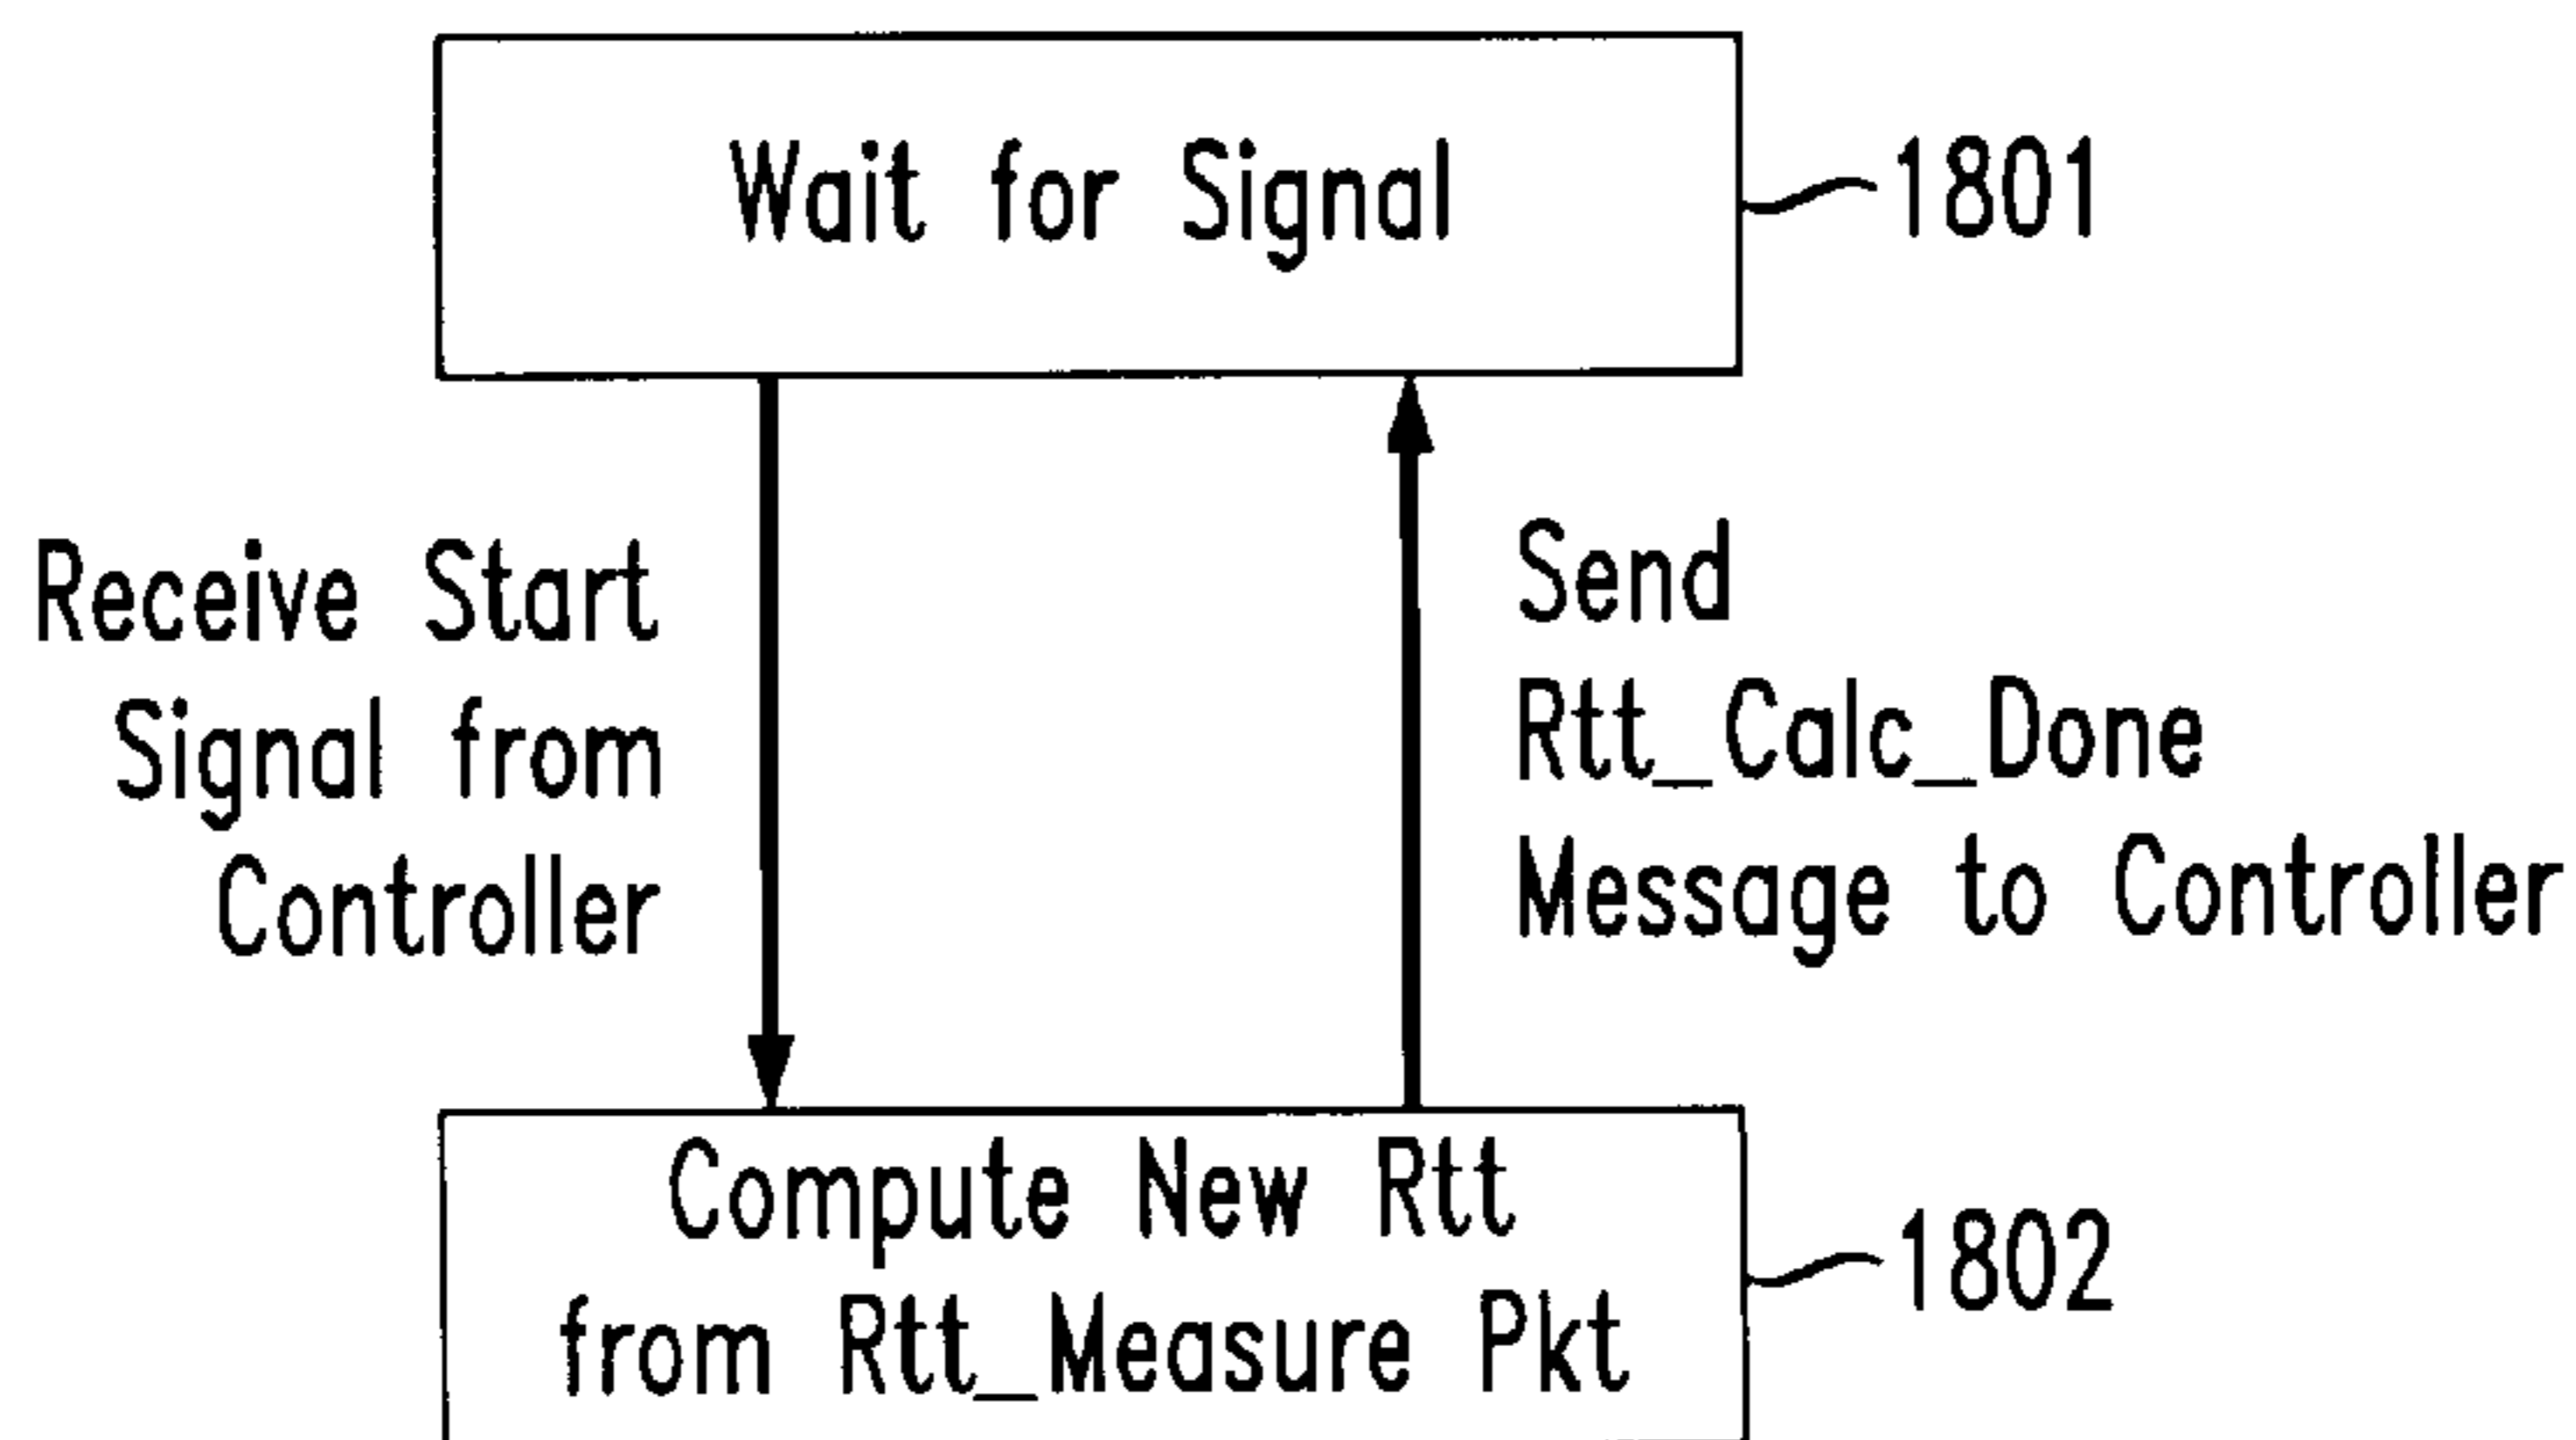 Wait for Signal
1801
Receive Start
Signal from
Controller
Send
Rtt_Calc_Done
Message to Controller
Compute New Rtt
from Rtt_Measure Pkt
1802